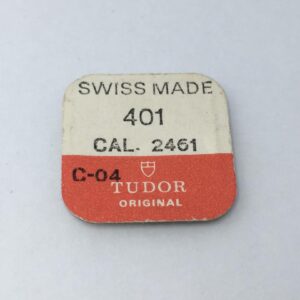 SWISS MADE
401
CAL. 2461
C-04
TUDOR
ORIGINAL